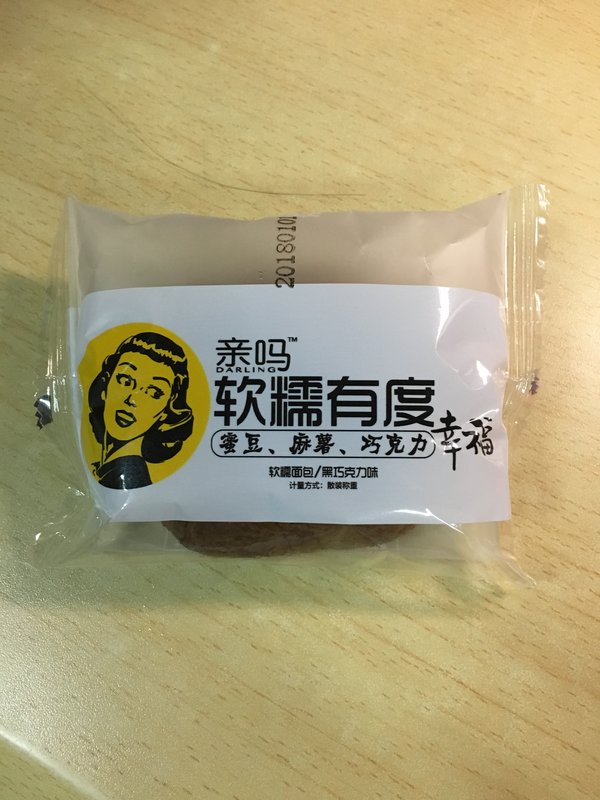 20180101
亲吗™
DARLING
软糯有度
蜜豆、麻薯、巧克力
幸福
软糯面包/黑巧克力味
计量方式：散装称重